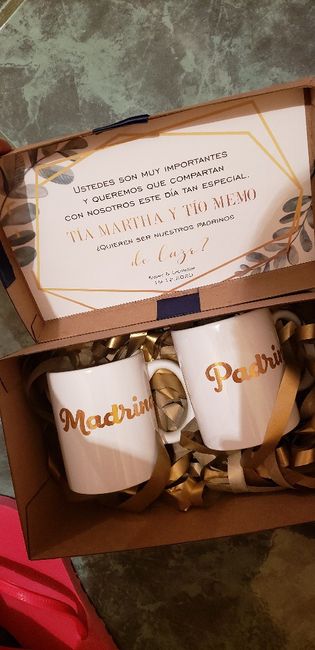 USTEDES SON MUY IMPORTANTES
Y QUEREMOS QUE COMPARTAN
CON NOSOTROS ESTE DÍA TAN ESPECIAL.
TÍA MARTHA Y TÍO MEMO
¿QUIEREN SER NUESTROS PADRINOS
de Lazo?
Madrina
Padrin